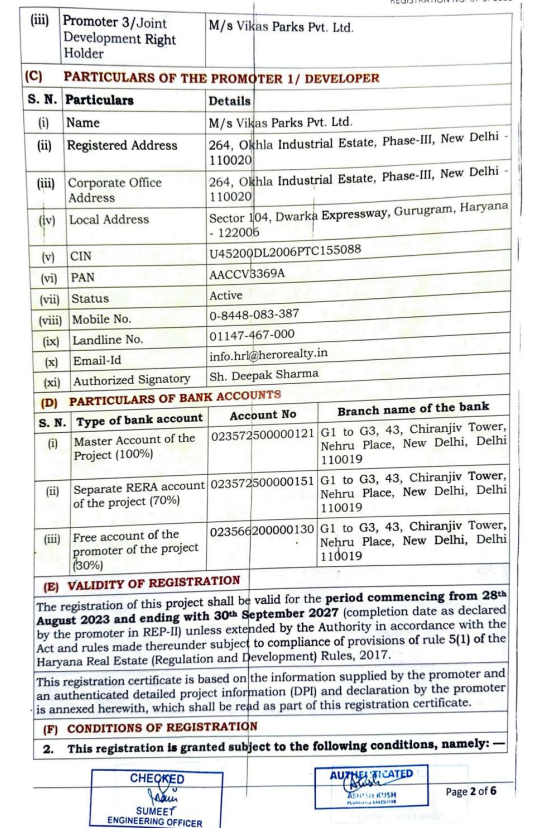 (iii) Promoter 3/Joint M/s Vikas Parks Pvt. Ltd.
Development Right
Holder
(C) PARTICULARS OF THE PROMOTER 1/ DEVELOPER
S. N. Particulars Details
(i) Name M/s Vikas Parks Pvt. Ltd.
(ii) Registered Address 264, Okhla Industrial Estate, Phase-III, New Delhi -
110020
(iii) Corporate Office 264, Okhla Industrial Estate, Phase-III, New Delhi -
Address 110020
(iv) Local Address Sector 104, Dwarka Expressway, Gurugram, Haryana
- 122006
(v) CIN U45200DL2006PTC155088
(vi) PAN AACCV3369A
(vii) Status Active
(viii) Mobile No. 0-8448-083-387
(ix) Landline No. 01147-467-000
(x) Email-Id info.hrl@herorealty.in
(xi) Authorized Signatory Sh. Deepak Sharma
(D) PARTICULARS OF BANK ACCOUNTS
S. N. Type of bank account Account No Branch name of the bank
(i) Master Account of the 023572500000121 G1 to G3, 43, Chiranjiv Tower,
Project (100%) Nehru Place, New Delhi, Delhi
110019
(ii) Separate RERA account 023572500000151 G1 to G3, 43, Chiranjiv Tower,
of the project (70%) Nehru Place, New Delhi, Delhi
110019
(iii) Free account of the 023566200000130 G1 to G3, 43, Chiranjiv Tower,
promoter of the project Nehru Place, New Delhi, Delhi
(30%) 110019
(E) VALIDITY OF REGISTRATION
The registration of this project shall be valid for the period commencing from 28th
August 2023 and ending with 30th September 2027 (completion date as declared
by the promoter in REP-II) unless extended by the Authority in accordance with the
Act and rules made thereunder subject to compliance of provisions of rule 5(1) of the
Haryana Real Estate (Regulation and Development) Rules, 2017.
This registration certificate is based on the information supplied by the promoter and
an authenticated detailed project information (DPI) and declaration by the promoter
is annexed herewith, which shall be read as part of this registration certificate.
(F) CONDITIONS OF REGISTRATION
2. This registration is granted subject to the following conditions, namely: —
CHECKED
SUMEET
ENGINEERING OFFICER
AUTHENTICATED
ASHISH KUSH
PLANNING EXECUTIVE
Page 2 of 6